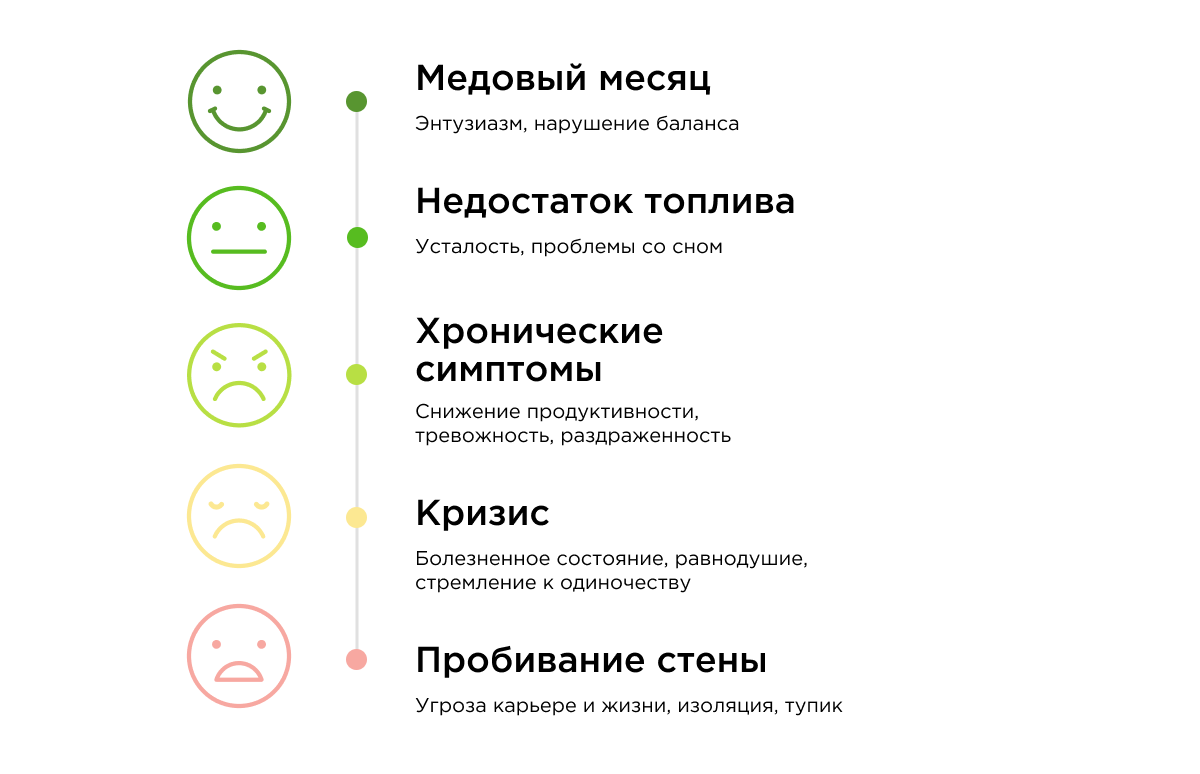 Медовый месяц
Энтузиазм, нарушение баланса
Недостаток топлива
Усталость, проблемы со сном
Хронические
симптомы
Снижение продуктивности,
тревожность, раздраженность
Кризис
Болезненное состояние, равнодушие,
стремление к одиночеству
Пробивание стены
Угроза карьере и жизни, изоляция, тупик